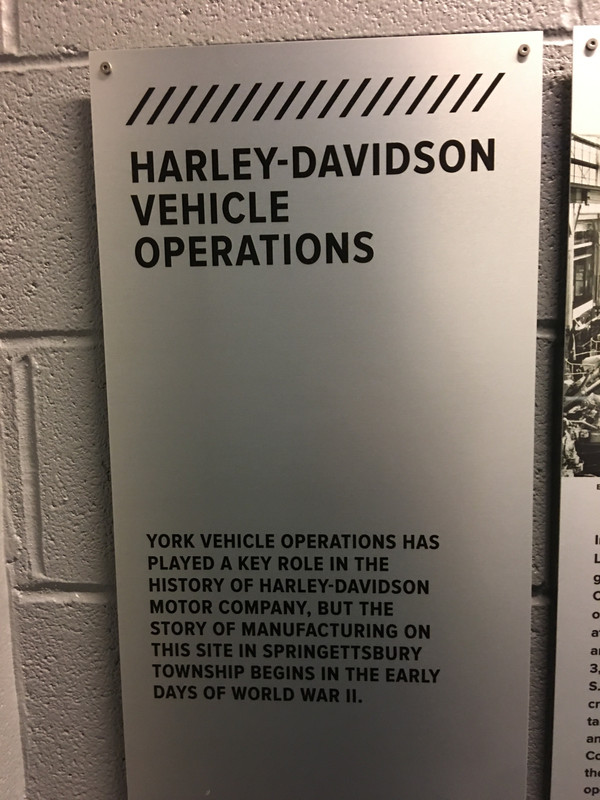 HARLEY-DAVIDSON
VEHICLE
OPERATIONS
YORK VEHICLE OPERATIONS HAS
PLAYED A KEY ROLE IN THE
HISTORY OF HARLEY-DAVIDSON
MOTOR COMPANY, BUT THE
STORY OF MANUFACTURING ON
THIS SITE IN SPRINGETTSBURY
TOWNSHIP BEGINS IN THE EARLY
DAYS OF WORLD WAR II.